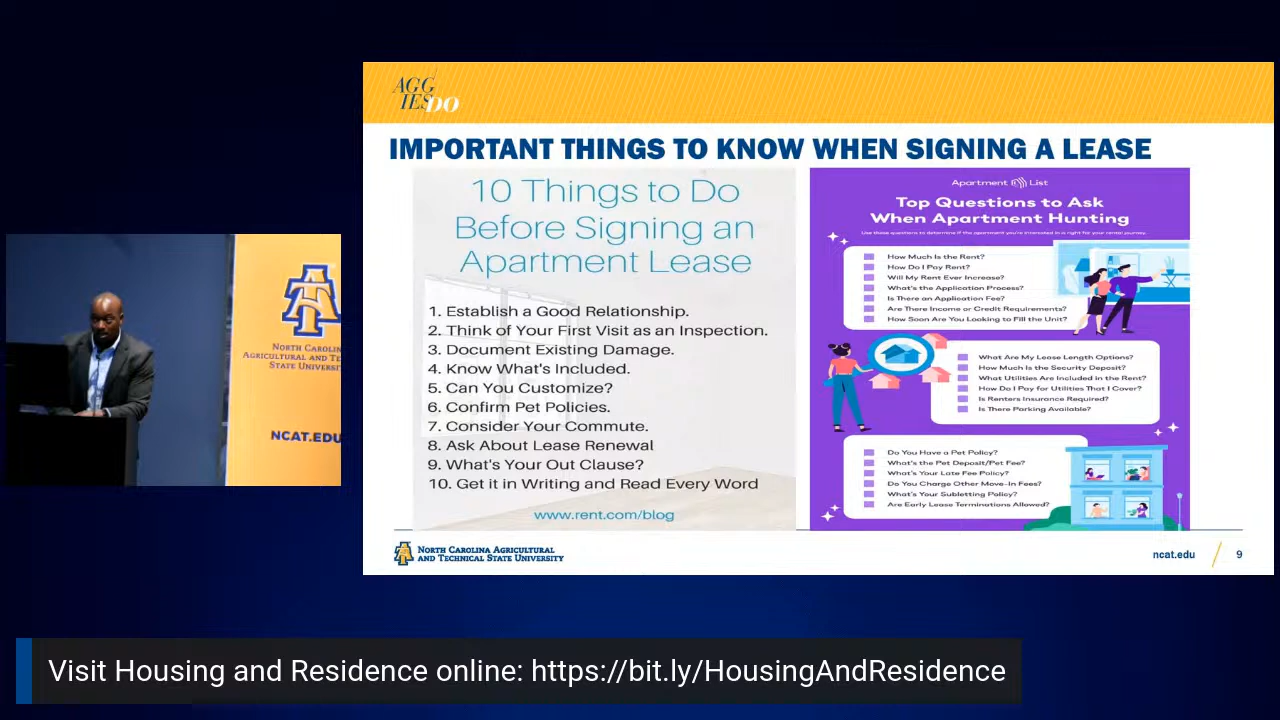 AGG
IES DO
IMPORTANT THINGS TO KNOW WHEN SIGNING A LEASE
10 Things to Do
Before Signing an
Apartment Lease
1. Establish a Good Relationship.
2. Think of Your First Visit as an Inspection.
3. Document Existing Damage.
4. Know What's Included.
5. Can You Customize?
6. Confirm Pet Policies.
7. Consider Your Commute.
8. Ask About Lease Renewal
9. What's Your Out Clause?
10. Get it in Writing and Read Every Word
www.rent.com/blog
Apartment List
Top Questions to Ask
When Apartment Hunting
Use these questions to determine if the apartment you're interested in is right for your rental journey.
How Much Is the Rent?
How Do I Pay Rent?
Will My Rent Ever Increase?
What's the Application Process?
Is There an Application Fee?
Are There Income or Credit Requirements?
How Soon Are You Looking to Fill the Unit?
What Are My Lease Length Options?
How Much Is the Security Deposit?
What Utilities Are Included in the Rent?
How Do I Pay for Utilities That I Cover?
Is Renters Insurance Required?
Is There Parking Available?
Do You Have a Pet Policy?
What's the Pet Deposit/Pet Fee?
What's Your Late Fee Policy?
Do You Charge Other Move-In Fees?
What's Your Subletting Policy?
Are Early Lease Terminations Allowed?
North Carolina Agricultural
and Technical State University
ncat.edu
9
AT
North Carolin
Agricultural and Te
State Universit
NCAT.EDU
Visit Housing and Residence online: https://bit.ly/HousingAndResidence